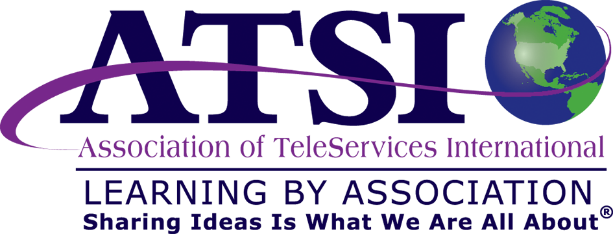 ATSI
Association of TeleServices International
LEARNING BY ASSOCIATION
Sharing Ideas Is What We Are All About®